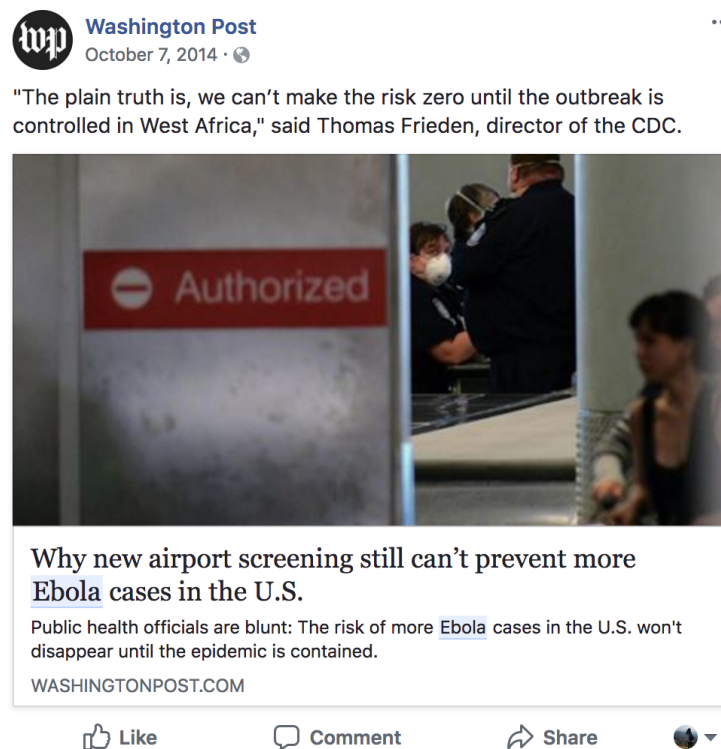 wp
Washington Post
October 7, 2014 ·
"The plain truth is, we can't make the risk zero until the outbreak is
controlled in West Africa," said Thomas Frieden, director of the CDC.
Authorized
Why new airport screening still can't prevent more
Ebola cases in the U.S.
Public health officials are blunt: The risk of more Ebola cases in the U.S. won't
disappear until the epidemic is contained.
WASHINGTONPOST.COM
Like Comment Share